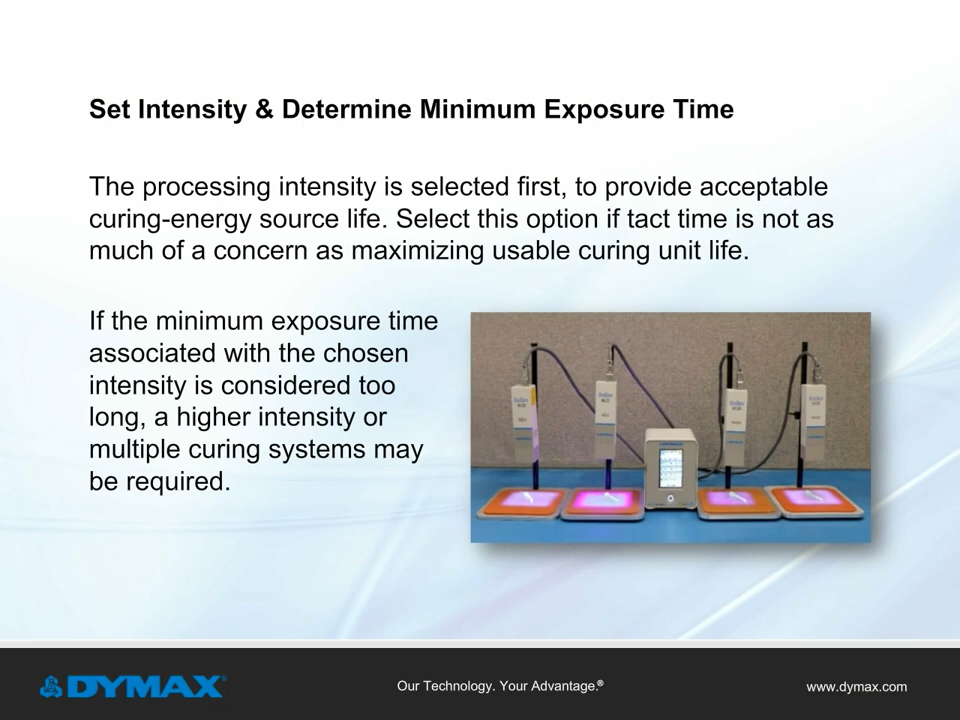 Set Intensity & Determine Minimum Exposure Time
The processing intensity is selected first, to provide acceptable
curing-energy source life. Select this option if tact time is not as
much of a concern as maximizing usable curing unit life.
If the minimum exposure time
associated with the chosen
intensity is considered too
long, a higher intensity or
multiple curing systems may
be required.
DYMAX®
Our Technology. Your Advantage.®
www.dymax.com